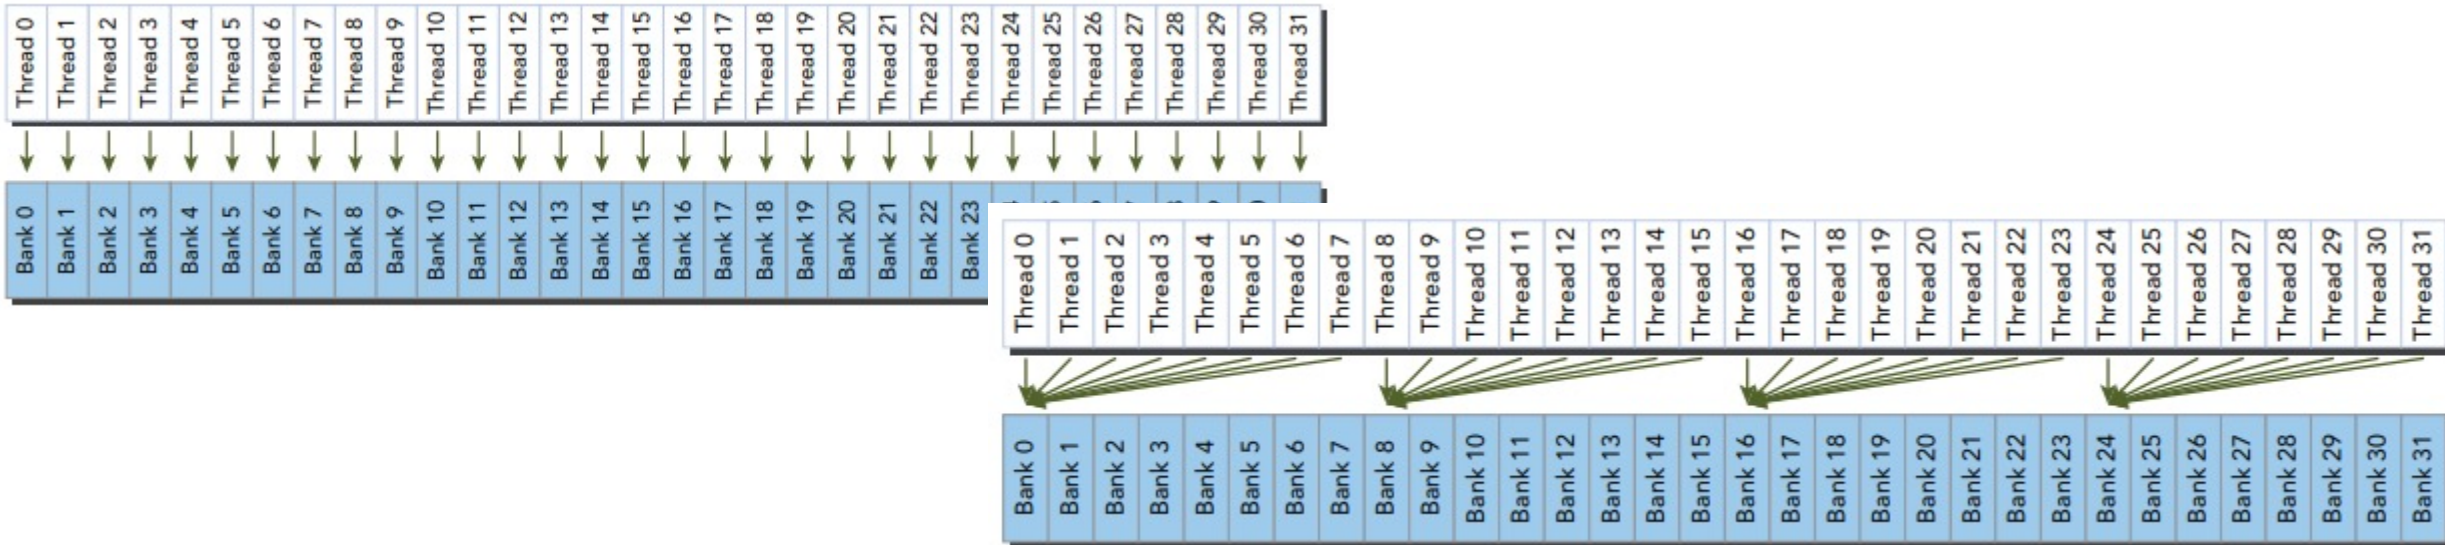 Thread 0 Thread 1 Thread 2 Thread 3 Thread 4 Thread 5 Thread 6 Thread 7 Thread 8 Thread 9 Thread 10 Thread 11 Thread 12 Thread 13 Thread 14 Thread 15 Thread 16 Thread 17 Thread 18 Thread 19 Thread 20 Thread 21 Thread 22 Thread 23 Thread 24 Thread 25 Thread 26 Thread 27 Thread 28 Thread 29 Thread 30 Thread 31
Bank 0 Bank 1 Bank 2 Bank 3 Bank 4 Bank 5 Bank 6 Bank 7 Bank 8 Bank 9 Bank 10 Bank 11 Bank 12 Bank 13 Bank 14 Bank 15 Bank 16 Bank 17 Bank 18 Bank 19 Bank 20 Bank 21 Bank 22 Bank 23
Thread 0 Thread 1 Thread 2 Thread 3 Thread 4 Thread 5 Thread 6 Thread 7 Thread 8 Thread 9 Thread 10 Thread 11 Thread 12 Thread 13 Thread 14 Thread 15 Thread 16 Thread 17 Thread 18 Thread 19 Thread 20 Thread 21 Thread 22 Thread 23 Thread 24 Thread 25 Thread 26 Thread 27 Thread 28 Thread 29 Thread 30 Thread 31
Bank 0 Bank 1 Bank 2 Bank 3 Bank 4 Bank 5 Bank 6 Bank 7 Bank 8 Bank 9 Bank 10 Bank 11 Bank 12 Bank 13 Bank 14 Bank 15 Bank 16 Bank 17 Bank 18 Bank 19 Bank 20 Bank 21 Bank 22 Bank 23 Bank 24 Bank 25 Bank 26 Bank 27 Bank 28 Bank 29 Bank 30 Bank 31